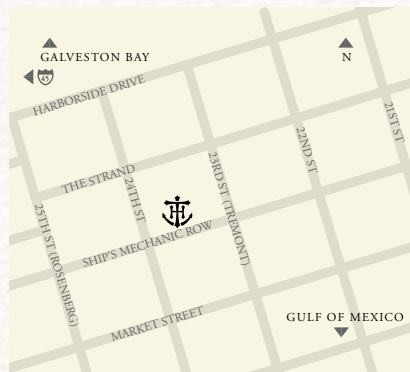 GALVESTON BAY
N
45
HARBORSIDE DRIVE
21ST ST
22ND ST
THE STRAND
23RD ST (TREMONT)
24TH ST
TH
25TH ST (ROSENBERG)
SHIP'S MECHANIC ROW
MARKET STREET
GULF OF MEXICO